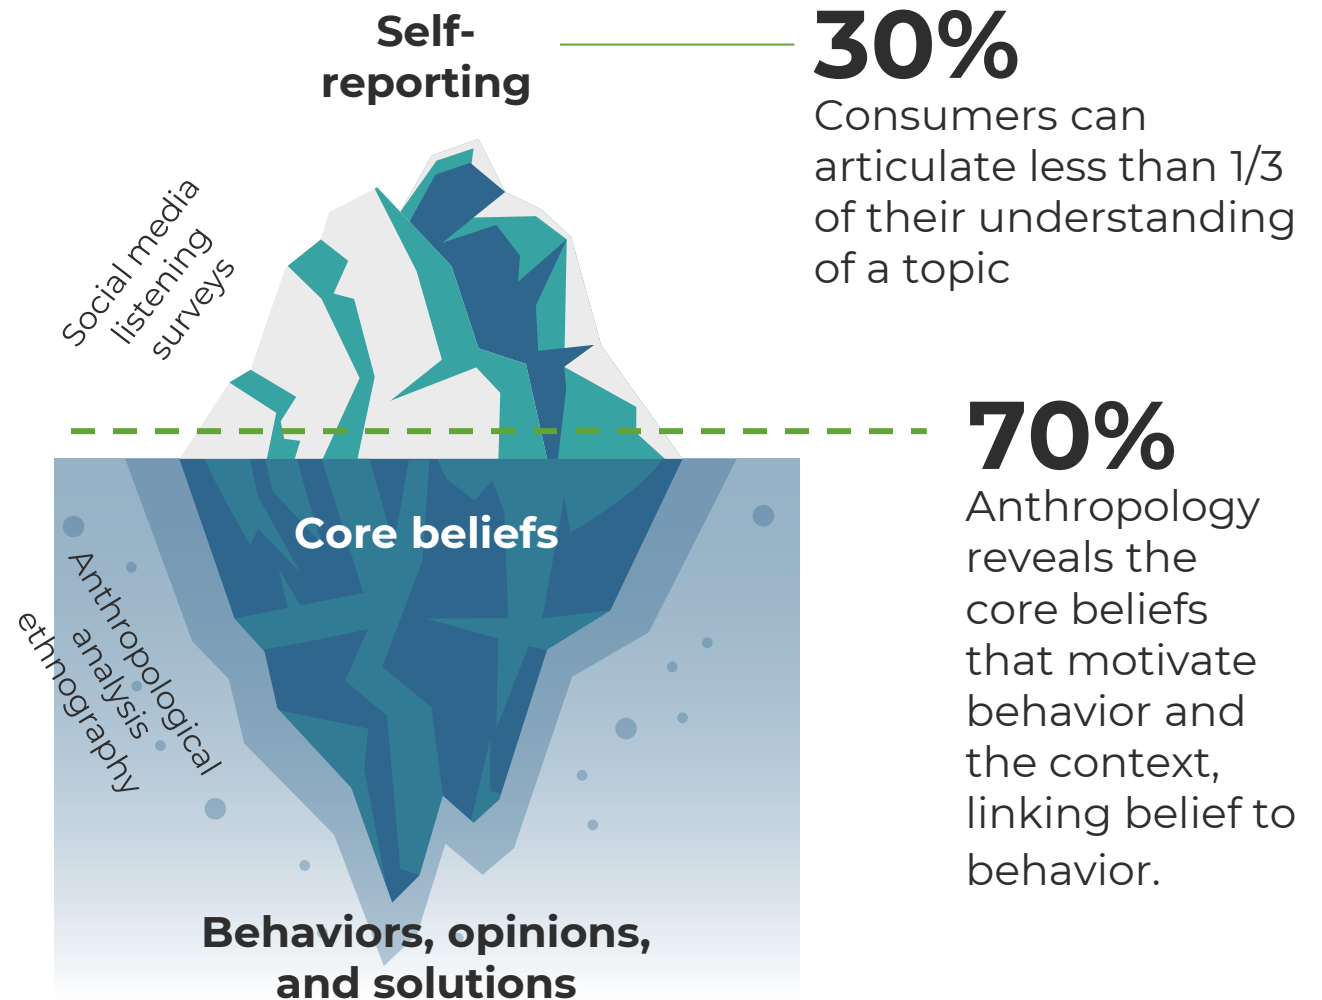 Self-
reporting
30%
Consumers can
articulate less than 1/3
of their understanding
of a topic
Social media
listening
surveys
70%
Anthropology
reveals the
core beliefs
that motivate
behavior and
the context,
linking belief to
behavior.
Core beliefs
Anthropological
analysis
ethnography
Behaviors, opinions,
and solutions